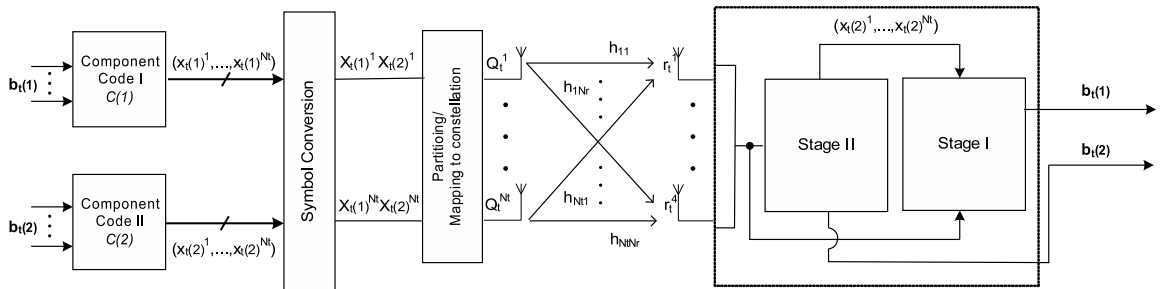 b_t(1)
Component
Code I
C(1)
(x_t(1)^1,...,x_t(1)^Nt)
b_t(2)
Component
Code II
C(2)
(x_t(2)^1,...,x_t(2)^Nt)
Symbol Conversion
X_t(1)^1 X_t(2)^1
X_t(1)^Nt X_t(2)^Nt
Partitioing/
Mapping to constellation
Q_t^1
Q_t^Nt
h_11
h_1Nr
h_Nt1
h_NtNr
r_t^1
r_t^4
(x_t(2)^1,...,x_t(2)^Nt)
Stage II
Stage I
b_t(1)
b_t(2)